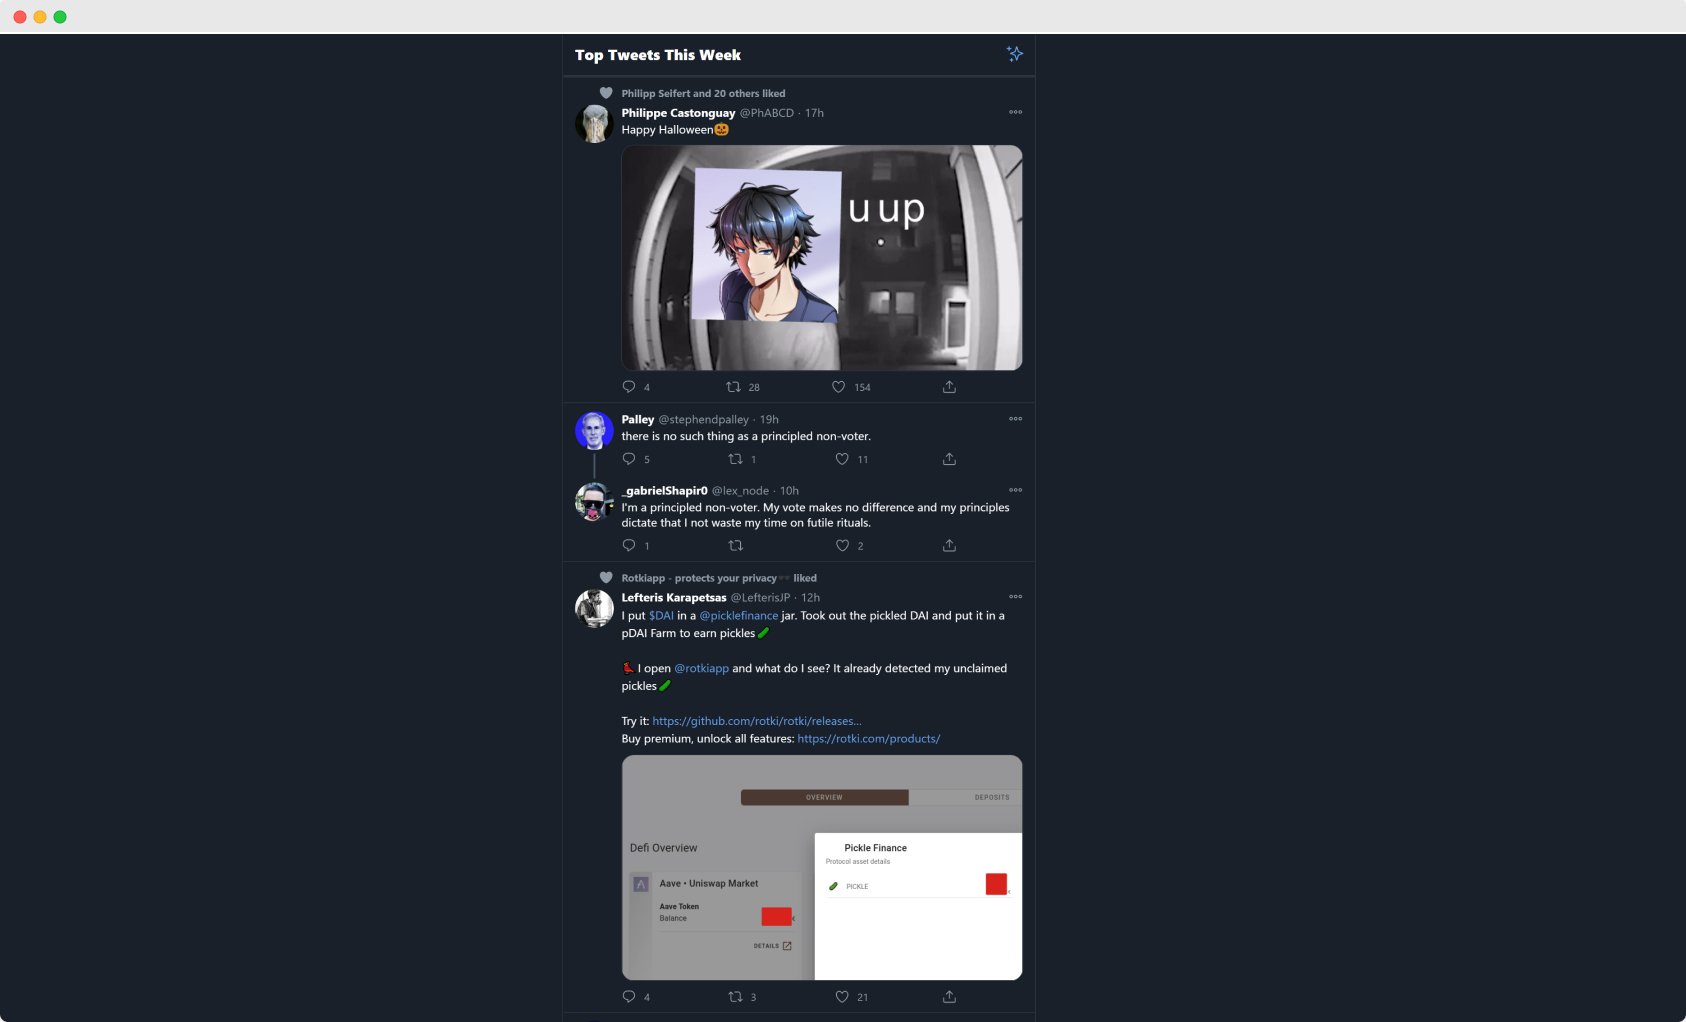 Top Tweets This Week
Philipp Seifert and 20 others liked
Philippe Castonguay @PhABCD · 17h
Happy Halloween🎃
u up
4 28 154
Palley @stephendpalley · 19h
there is no such thing as a principled non-voter.
5 1 11
_gabrielShapir0 @lex_node · 10h
I'm a principled non-voter. My vote makes no difference and my principles
dictate that I not waste my time on futile rituals.
1 2
Rotkiapp - protects your privacy🕶️ liked
Lefteris Karapetsas @LefterisJP · 12h
I put $DAI in a @picklefinance jar. Took out the pickled DAI and put it in a
pDAI Farm to earn pickles🥒
I open @rotkiapp and what do I see? It already detected my unclaimed
pickles🥒
Try it: https://github.com/rotki/rotki/releases…
Buy premium, unlock all features: https://rotki.com/products/
OVERVIEW DEPOSITS
Defi Overview
Aave • Uniswap Market
Aave Token
Balance
DETAILS
Pickle Finance
Protocol asset details
PICKLE
4 3 21